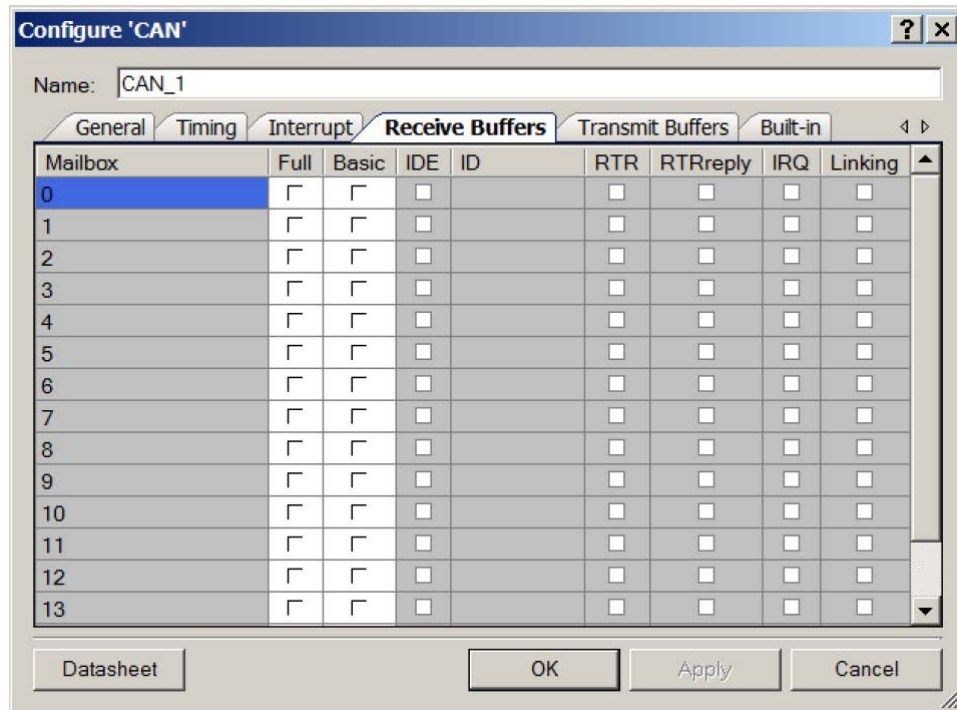 Configure 'CAN'
Name: CAN_1
General Timing Interrupt Receive Buffers Transmit Buffers Built-in
Mailbox Full Basic IDE ID RTR RTRreply IRQ Linking
0
1
2
3
4
5
6
7
8
9
10
11
12
13
Datasheet OK Apply Cancel